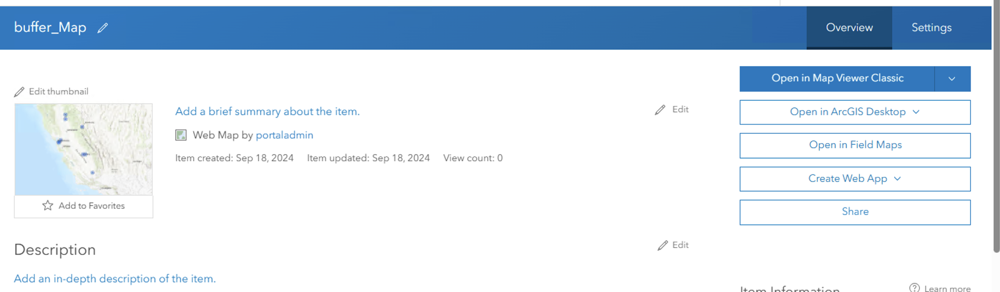 buffer_Map
Overview
Settings
Edit thumbnail
Add to Favorites
Add a brief summary about the item.
Edit
Web Map by portaladmin
Item created: Sep 18, 2024 Item updated: Sep 18, 2024 View count: 0
Open in Map Viewer Classic
Open in ArcGIS Desktop
Open in Field Maps
Create Web App
Share
Description
Edit
Add an in-depth description of the item.
Item Information
Learn more